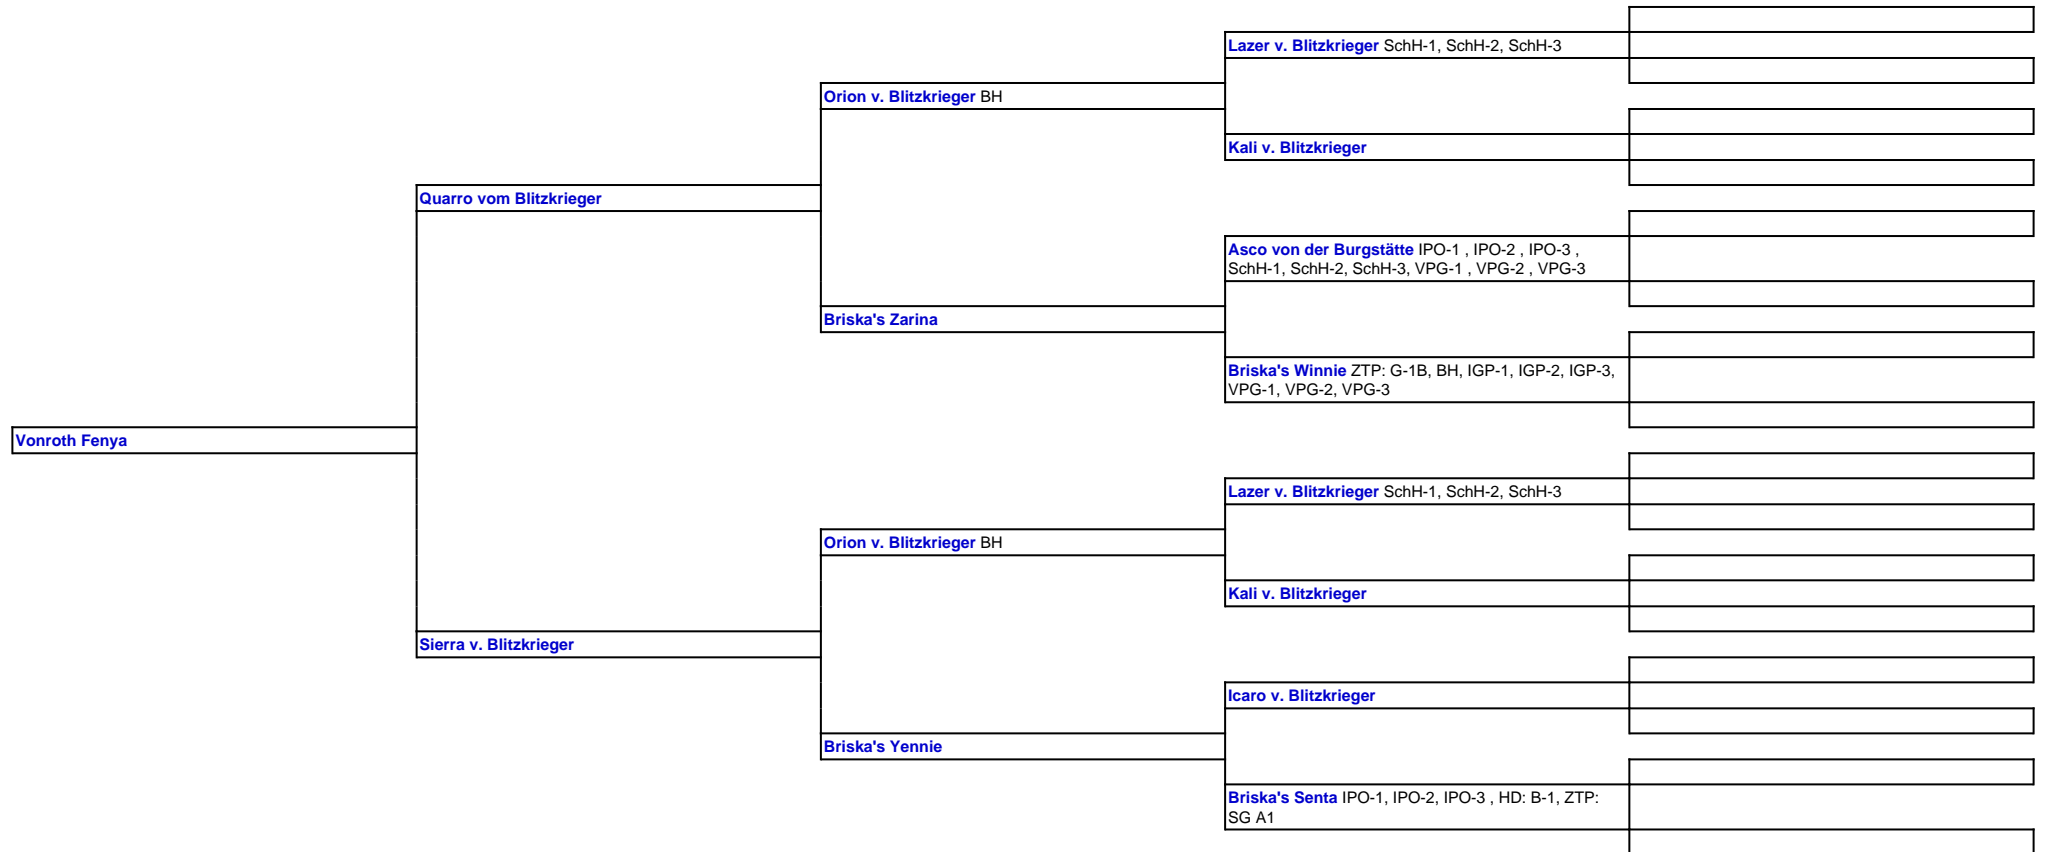 Lazer v. Blitzkrieger SchH-1, SchH-2, SchH-3
Orion v. Blitzkrieger BH
Kali v. Blitzkrieger
Quarro vom Blitzkrieger
Asco von der Burgstätte IPO-1 , IPO-2 , IPO-3 ,
SchH-1, SchH-2, SchH-3, VPG-1 , VPG-2 , VPG-3
Briska's Zarina
Briska's Winnie ZTP: G-1B, BH, IGP-1, IGP-2, IGP-3,
VPG-1, VPG-2, VPG-3
Vonroth Fenya
Lazer v. Blitzkrieger SchH-1, SchH-2, SchH-3
Orion v. Blitzkrieger BH
Kali v. Blitzkrieger
Sierra v. Blitzkrieger
Icaro v. Blitzkrieger
Briska's Yennie
Briska's Senta IPO-1, IPO-2, IPO-3 , HD: B-1, ZTP:
SG A1